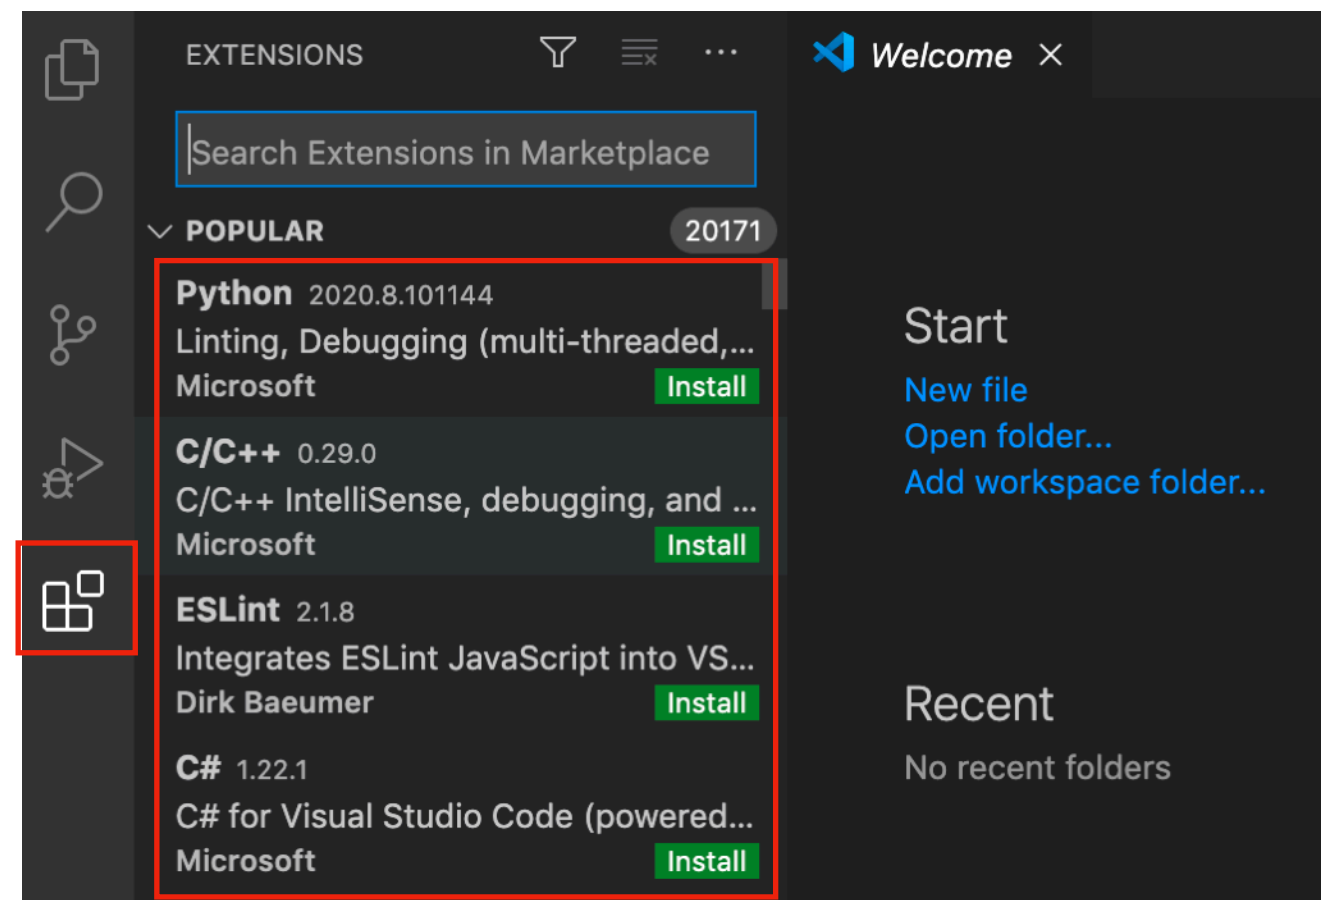 EXTENSIONS
Welcome
Search Extensions in Marketplace
POPULAR 20171
Python 2020.8.101144
Linting, Debugging (multi-threaded,...
Microsoft Install
C/C++ 0.29.0
C/C++ IntelliSense, debugging, and ...
Microsoft Install
ESLint 2.1.8
Integrates ESLint JavaScript into VS...
Dirk Baeumer Install
C# 1.22.1
C# for Visual Studio Code (powered...
Microsoft Install
Start
New file
Open folder...
Add workspace folder...
Recent
No recent folders